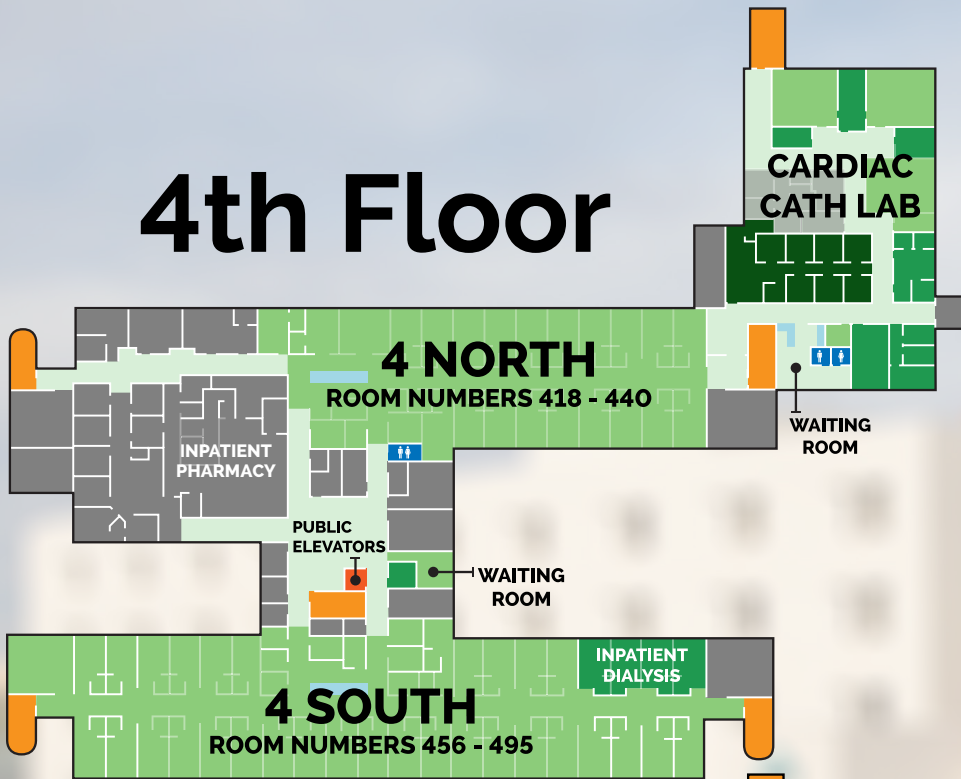 4th Floor
CARDIAC
CATH LAB
4 NORTH
ROOM NUMBERS 418 - 440
WAITING
ROOM
INPATIENT
PHARMACY
PUBLIC
ELEVATORS
WAITING
ROOM
INPATIENT
DIALYSIS
4 SOUTH
ROOM NUMBERS 456 - 495